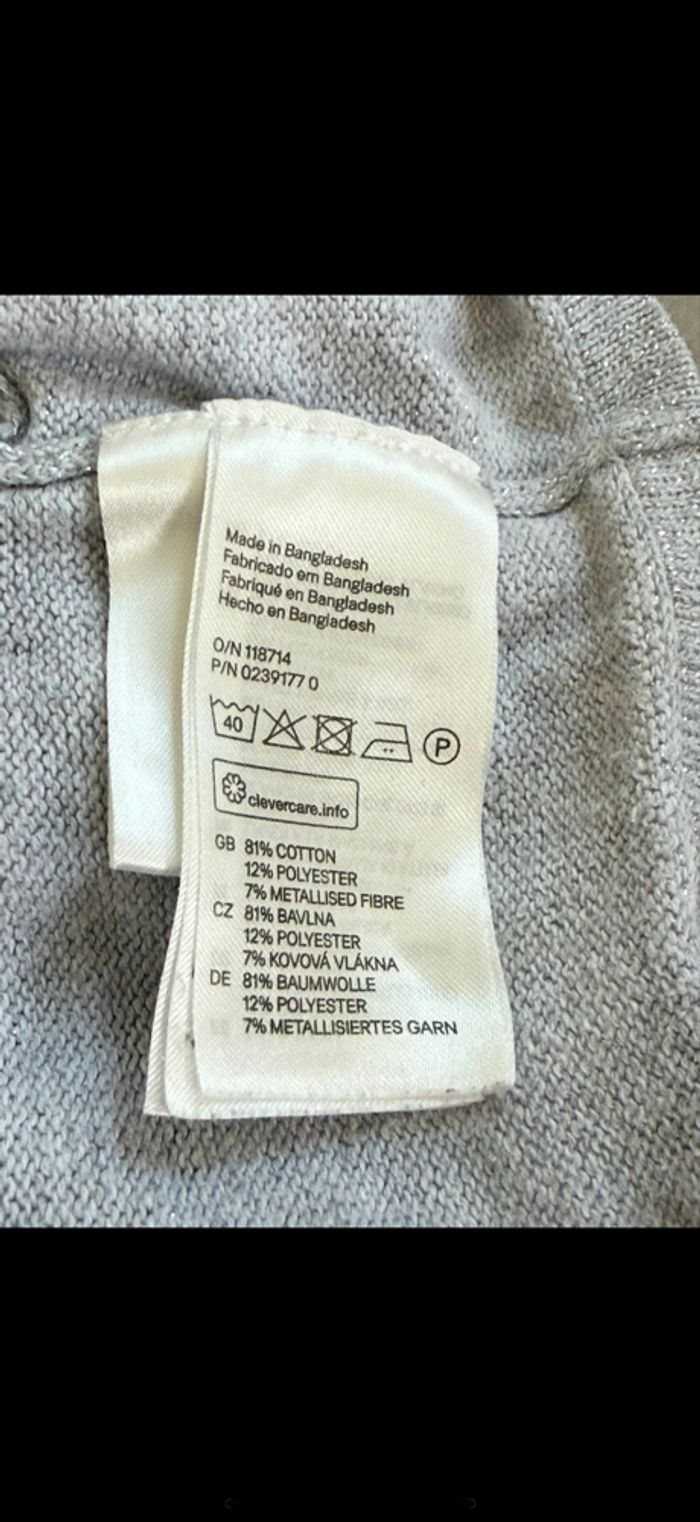 Made in Bangladesh
Fabricado em Bangladesh
Fabriqué en Bangladesh
Hecho en Bangladesh
O/N 118714
P/N 0239177 0
40 P
clevercare.info
GB 81% COTTON
12% POLYESTER
7% METALLISED FIBRE
CZ 81% BAVLNA
12% POLYESTER
7% KOVOVÁ VLÁKNA
DE 81% BAUMWOLLE
12% POLYESTER
7% METALLISIERTES GARN